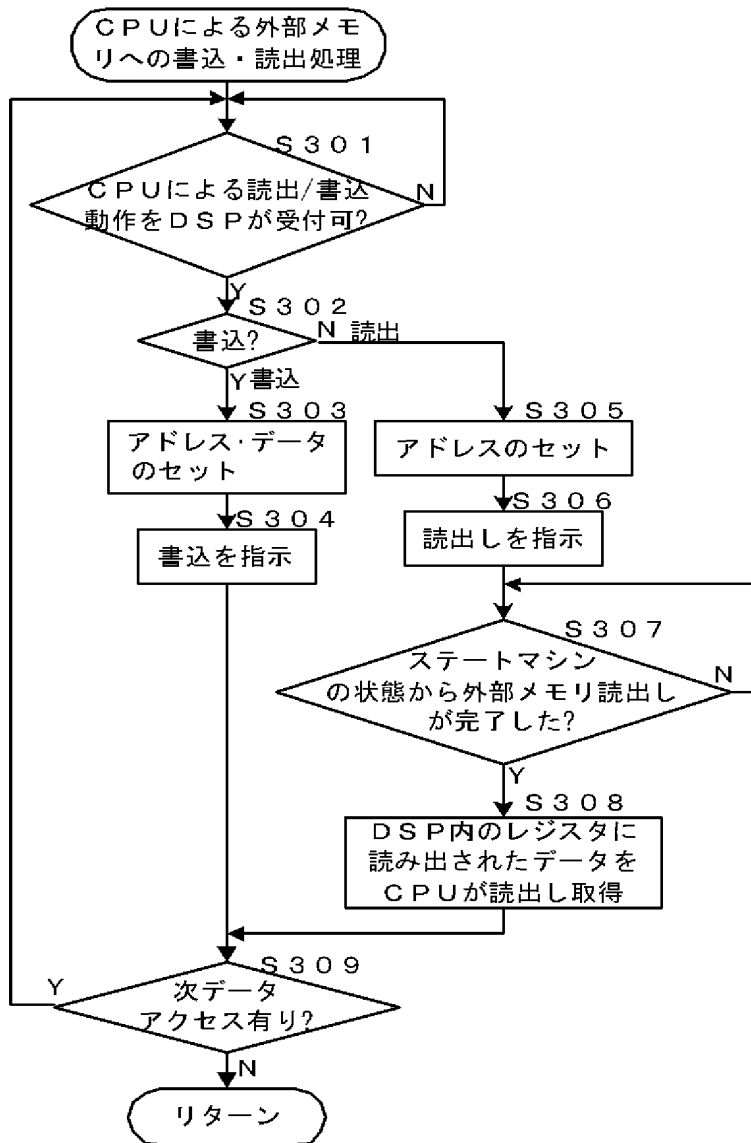 ＣＰＵによる外部メモ
リへの書込・読出処理
Ｓ３０１
ＣＰＵによる読出/書込
動作をＤＳＰが受付可?
Ｎ
Ｙ
Ｓ３０２
書込?
Ｎ 読出
Ｙ書込
Ｓ３０３
アドレス・データ
のセット
Ｓ３０４
書込を指示
Ｓ３０５
アドレスのセット
Ｓ３０６
読出しを指示
Ｓ３０７
ステートマシン
の状態から外部メモリ読出し
が完了した?
Ｎ
Ｙ
Ｓ３０８
ＤＳＰ内のレジスタに
読み出されたデータを
ＣＰＵが読出し取得
Ｓ３０９
Ｙ
次データ
アクセス有り?
Ｎ
リターン